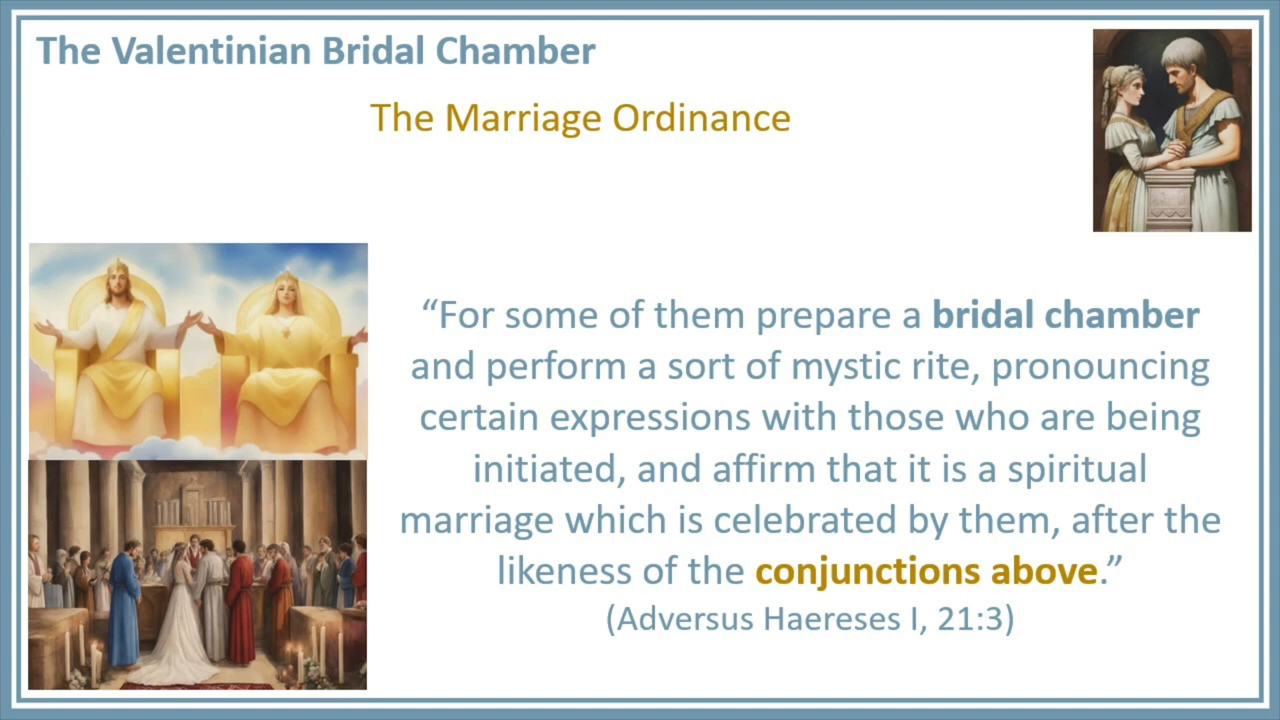 The Valentinian Bridal Chamber
The Marriage Ordinance
“For some of them prepare a bridal chamber
and perform a sort of mystic rite, pronouncing
certain expressions with those who are being
initiated, and affirm that it is a spiritual
marriage which is celebrated by them, after the
likeness of the conjunctions above.”
(Adversus Haereses I, 21:3)